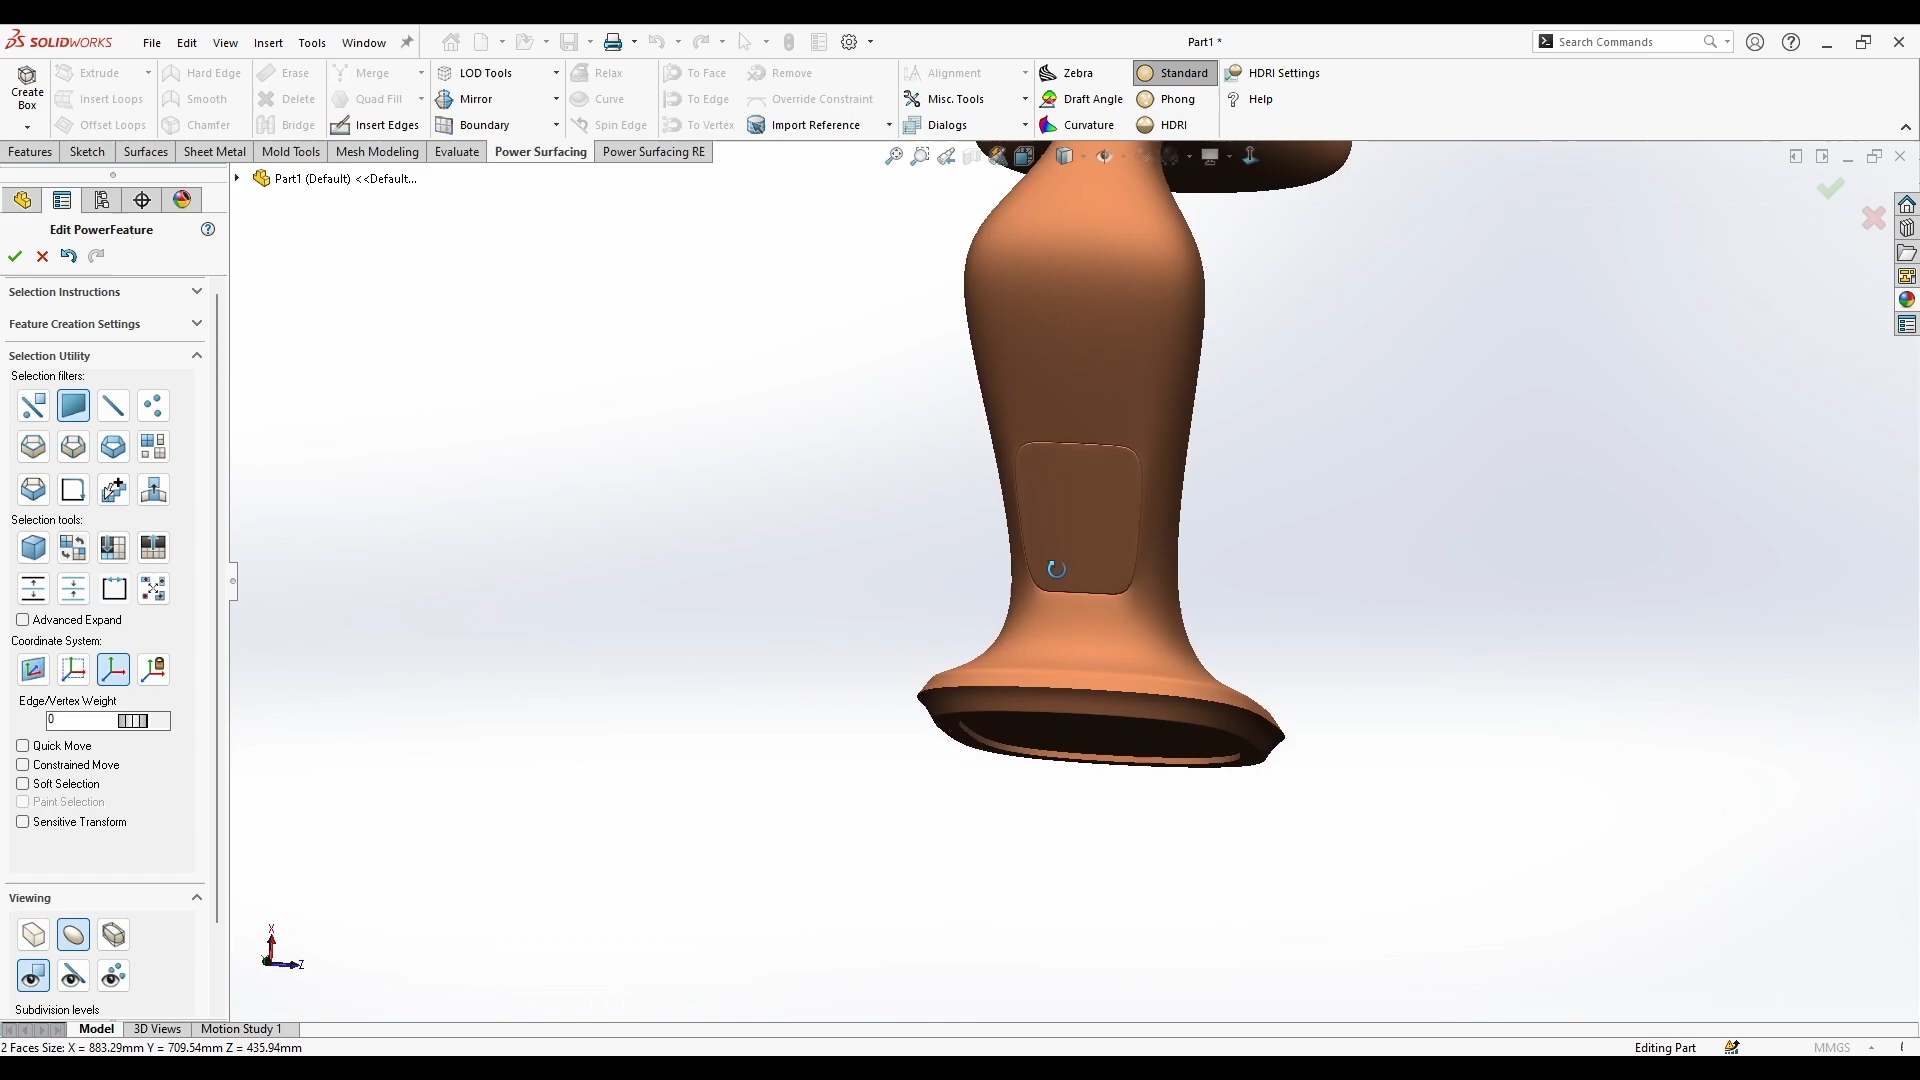 SOLIDWORKS File Edit View Insert Tools Window Part1 * Search Commands
Extrude Hard Edge Erase Merge LOD Tools Relax To Face Remove Alignment Zebra Standard HDRI Settings
Create Box
Insert Loops Smooth Delete Quad Fill Mirror Curve To Edge Override Constraint Misc. Tools Draft Angle Phong Help
Offset Loops Chamfer Bridge Insert Edges Boundary Spin Edge To Vertex Import Reference Dialogs Curvature HDRI
Features Sketch Surfaces Sheet Metal Mold Tools Mesh Modeling Evaluate Power Surfacing Power Surfacing RE
Part1 (Default) <<Default...
Edit PowerFeature
Selection Instructions
Feature Creation Settings
Selection Utility
Selection filters:
Selection tools:
Advanced Expand
Coordinate System:
Edge/Vertex Weight
0
Quick Move
Constrained Move
Soft Selection
Paint Selection
Sensitive Transform
Viewing
X
Z
Subdivision levels
Model 3D Views Motion Study 1
2 Faces Size: X = 883.29mm Y = 709.54mm Z = 435.94mm Editing Part MMGS